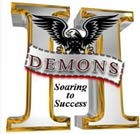 DEMONS
Soaring
to
Success